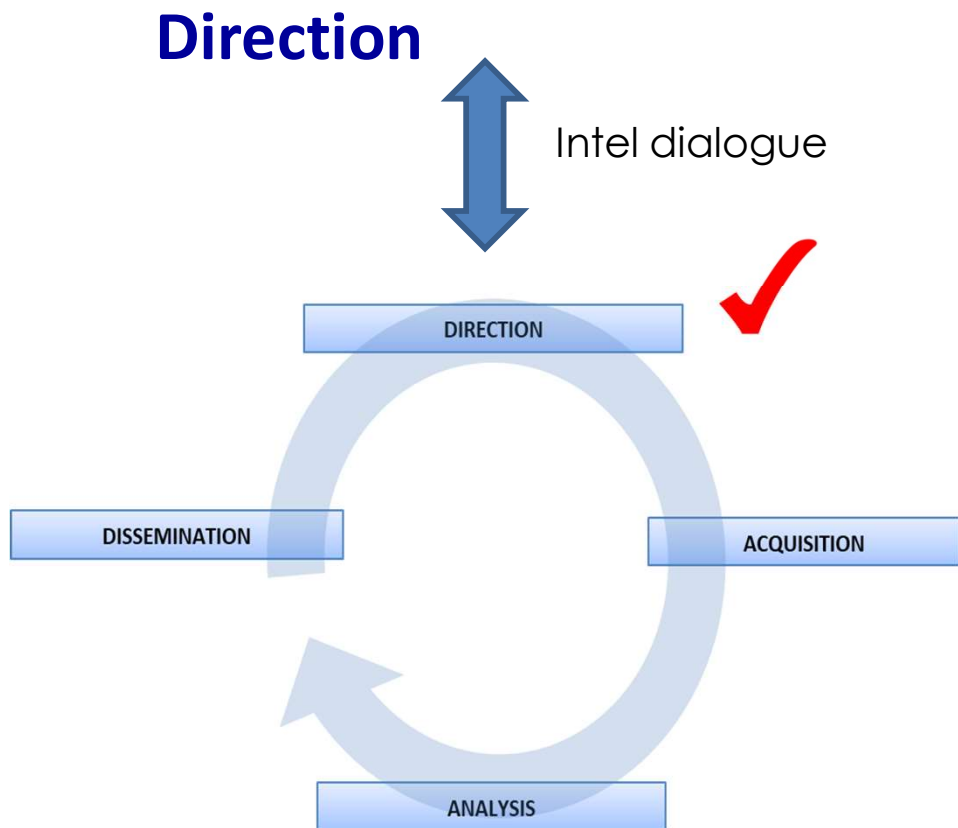 Direction
Intel dialogue
DIRECTION
DISSEMINATION
ACQUISITION
ANALYSIS